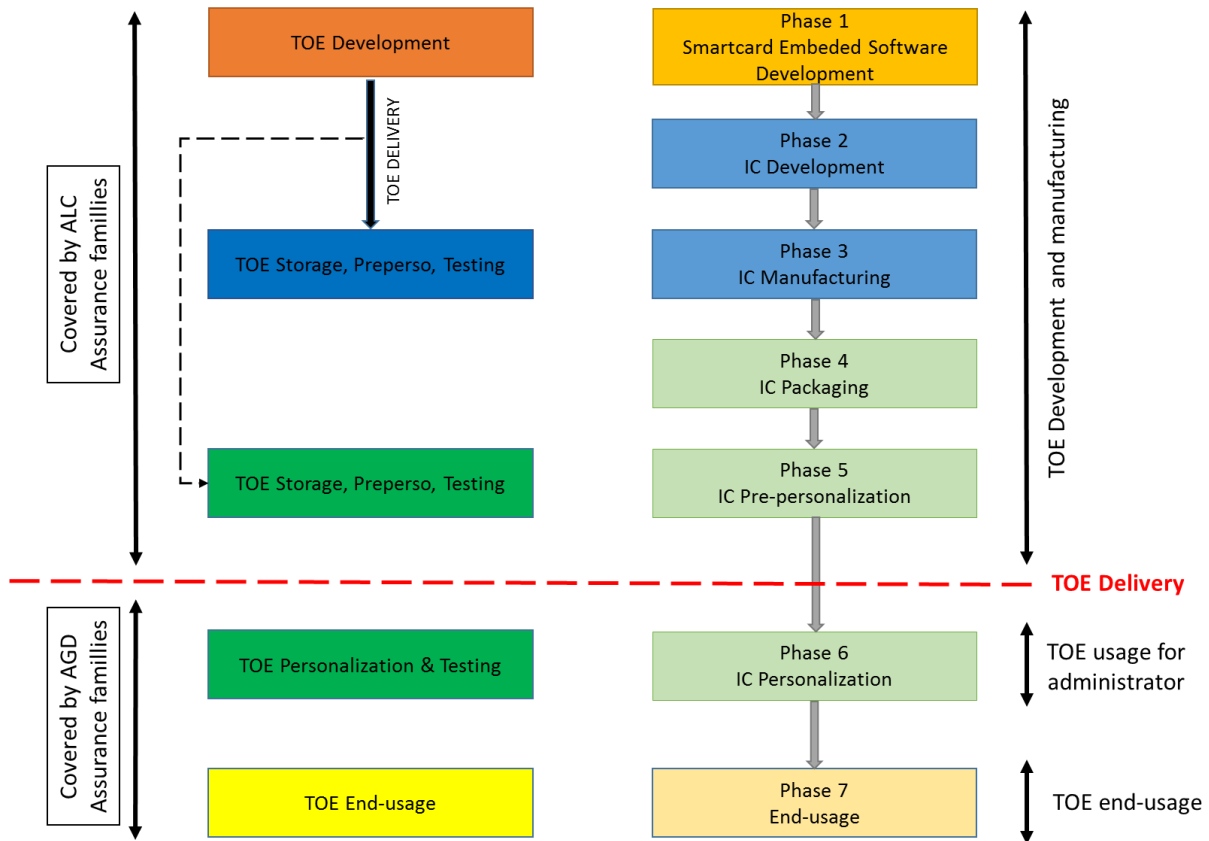 Phase 1
Smartcard Embeded Software
Development
TOE Development
TOE DELIVERY
Phase 2
IC Development
TOE Development and manufacturing
Covered by ALC
Assurance famillies
TOE Storage, Preperso, Testing
Phase 3
IC Manufacturing
Phase 4
IC Packaging
TOE Storage, Preperso, Testing
Phase 5
IC Pre-personalization
TOE Delivery
Covered by AGD
Assurance families
TOE Personalization & Testing
Phase 6
IC Personalization
TOE usage for
administrator
TOE End-usage
Phase 7
End-usage
TOE end-usage